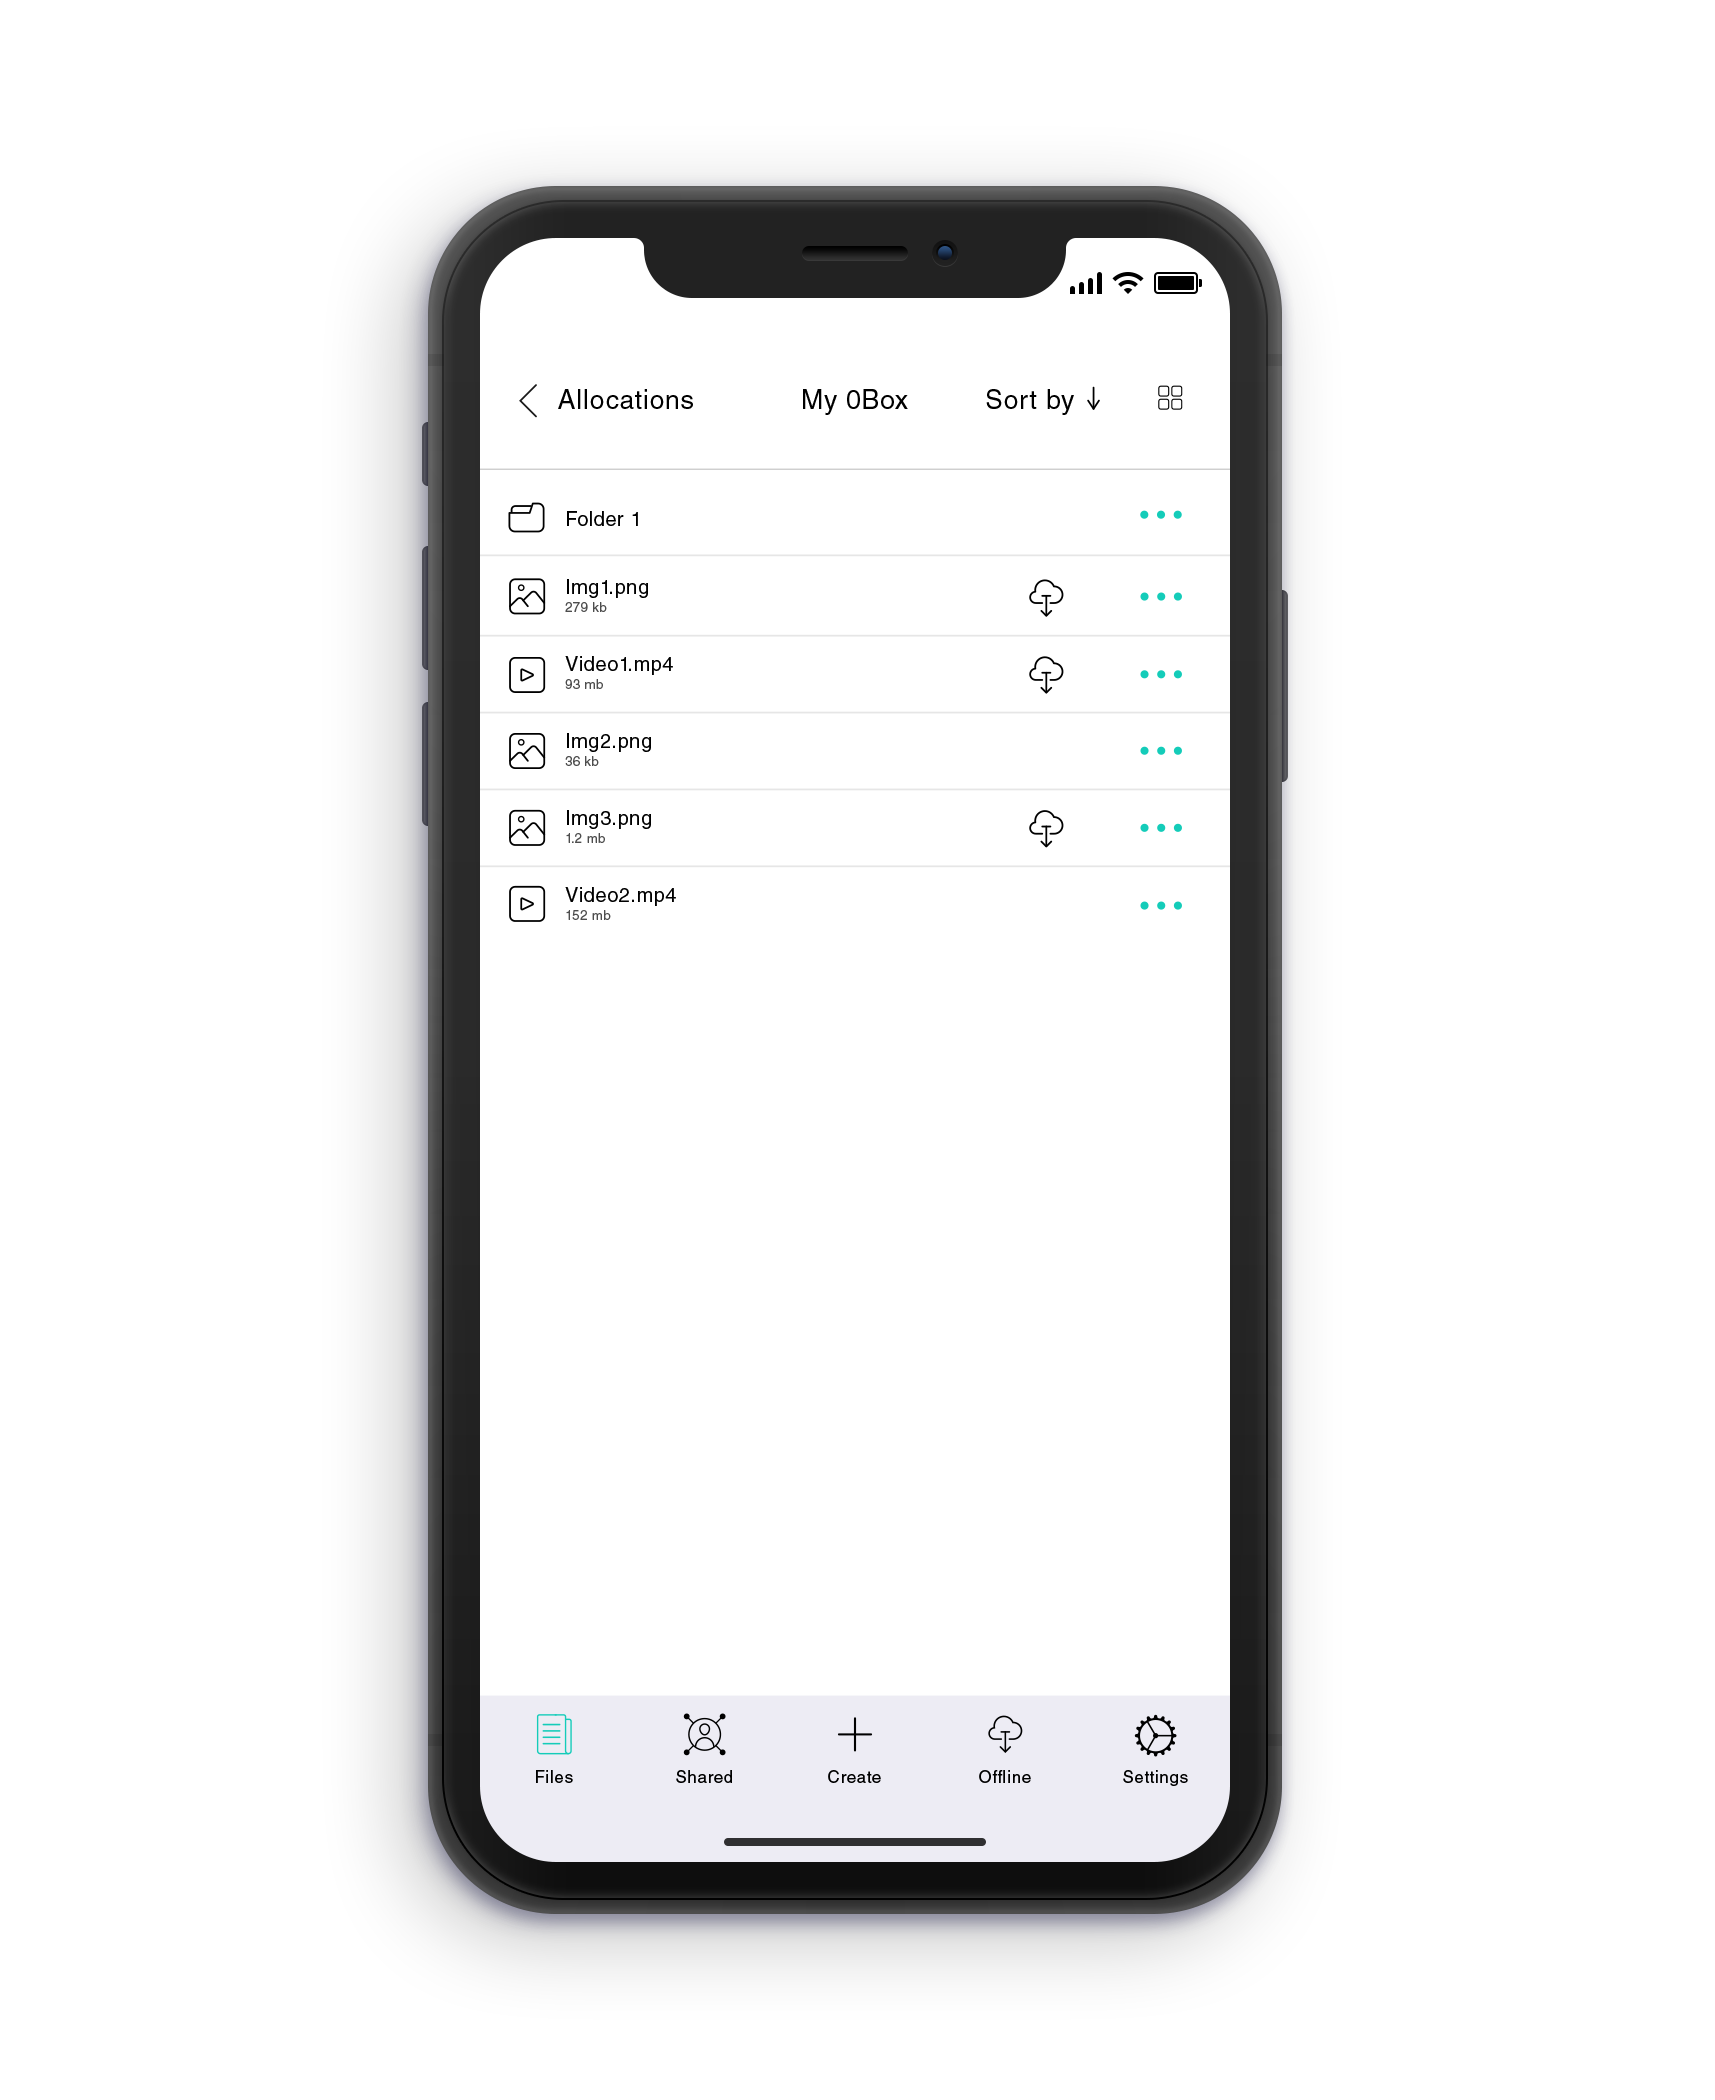 Allocations My 0Box Sort by
Folder 1
Img1.png
279 kb
Video1.mp4
93 mb
Img2.png
36 kb
Img3.png
1.2 mb
Video2.mp4
152 mb
Files Shared Create Offline Settings